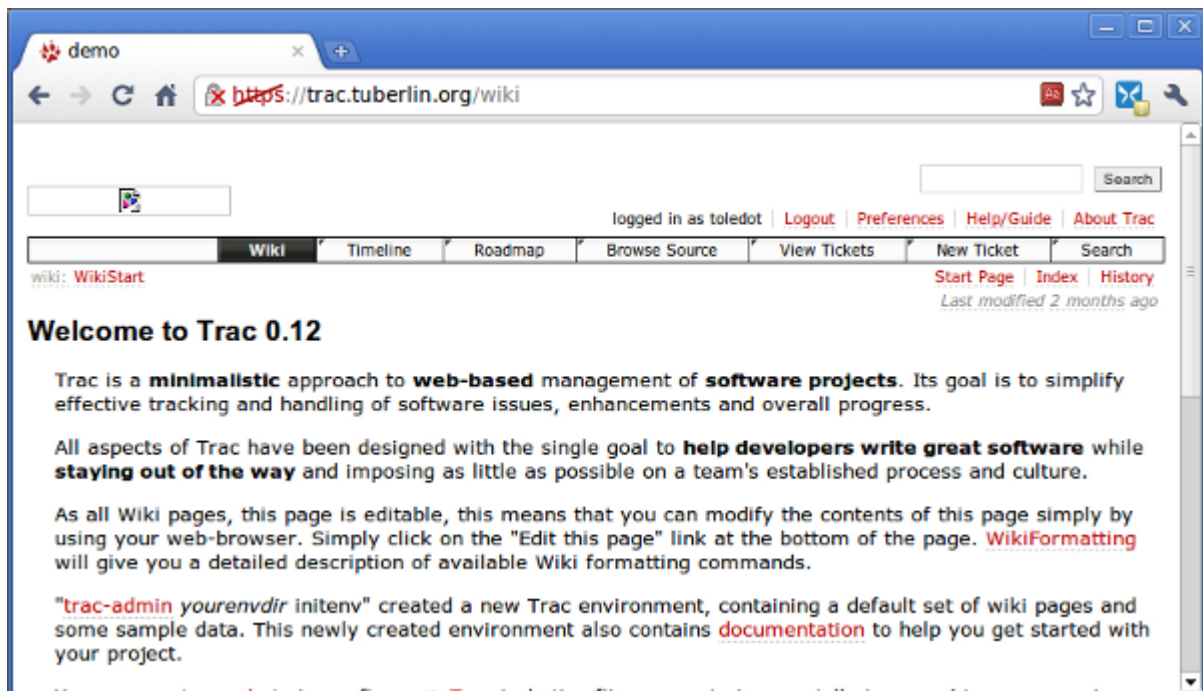 demo
https://trac.tuberlin.org/wiki
Search
logged in as toledot Logout Preferences Help/Guide About Trac
Wiki Timeline Roadmap Browse Source View Tickets New Ticket Search
wiki: WikiStart Start Page Index History
Last modified 2 months ago
Welcome to Trac 0.12
Trac is a minimalistic approach to web-based management of software projects. Its goal is to simplify
effective tracking and handling of software issues, enhancements and overall progress.
All aspects of Trac have been designed with the single goal to help developers write great software while
staying out of the way and imposing as little as possible on a team's established process and culture.
As all Wiki pages, this page is editable, this means that you can modify the contents of this page simply by
using your web-browser. Simply click on the "Edit this page" link at the bottom of the page. WikiFormatting
will give you a detailed description of available Wiki formatting commands.
"trac-admin yourenvdir initenv" created a new Trac environment, containing a default set of wiki pages and
some sample data. This newly created environment also contains documentation to help you get started with
your project.